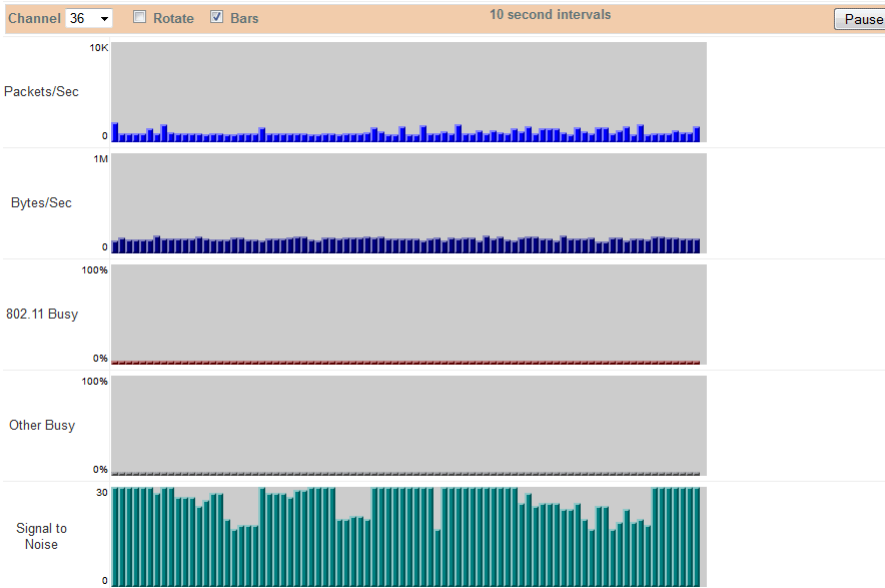 Channel 36 Rotate Bars 10 second intervals Pause
10K
Packets/Sec
0
1M
Bytes/Sec
0
100%
802.11 Busy
0%
100%
Other Busy
0%
30
Signal to
Noise
0